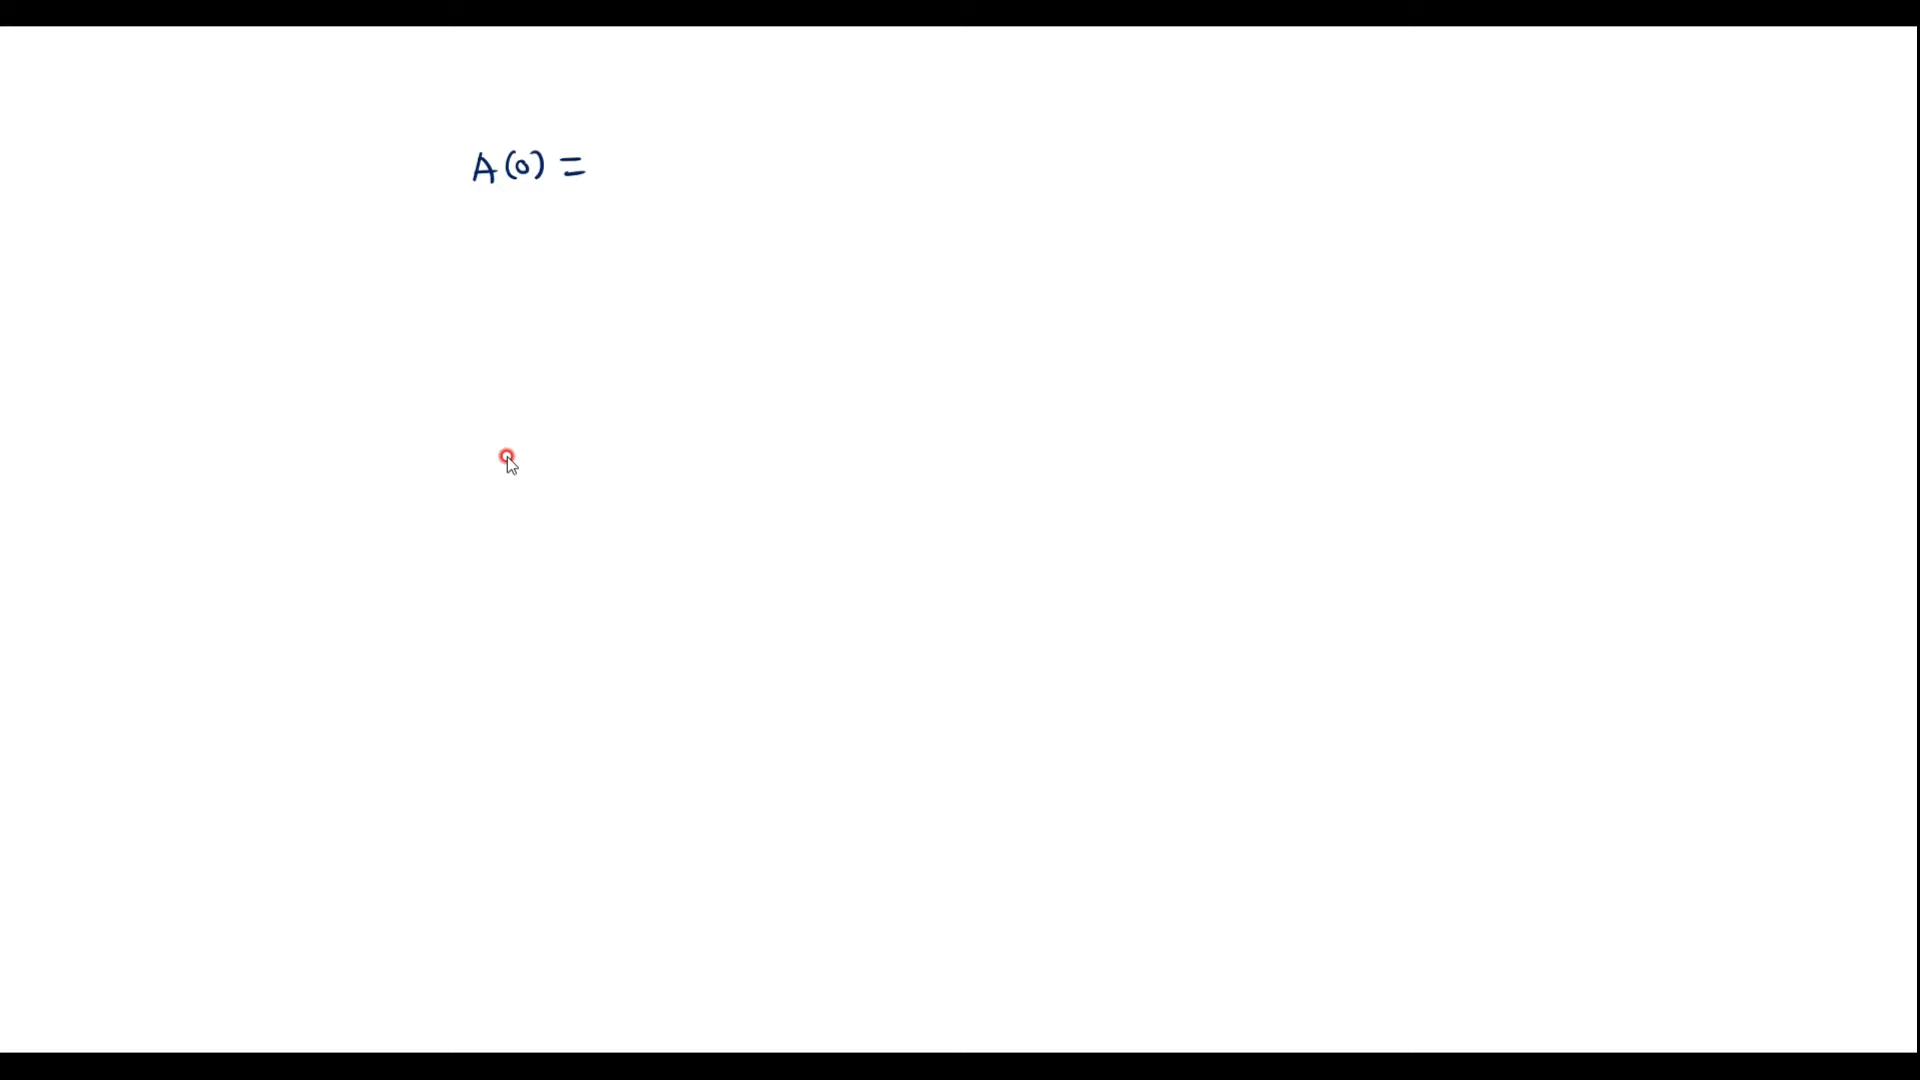 A(0) =